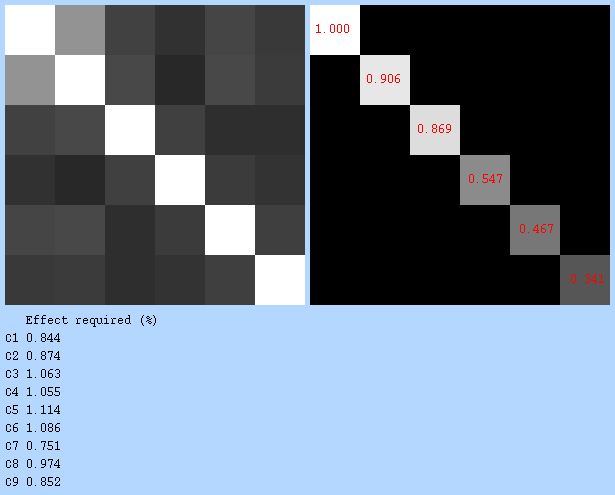 1.000
0.906
0.869
0.547
0.467
0.341
Effect required (%)
C1 0.844
C2 0.874
C3 1.063
C4 1.055
C5 1.114
C6 1.086
C7 0.751
C8 0.974
C9 0.852